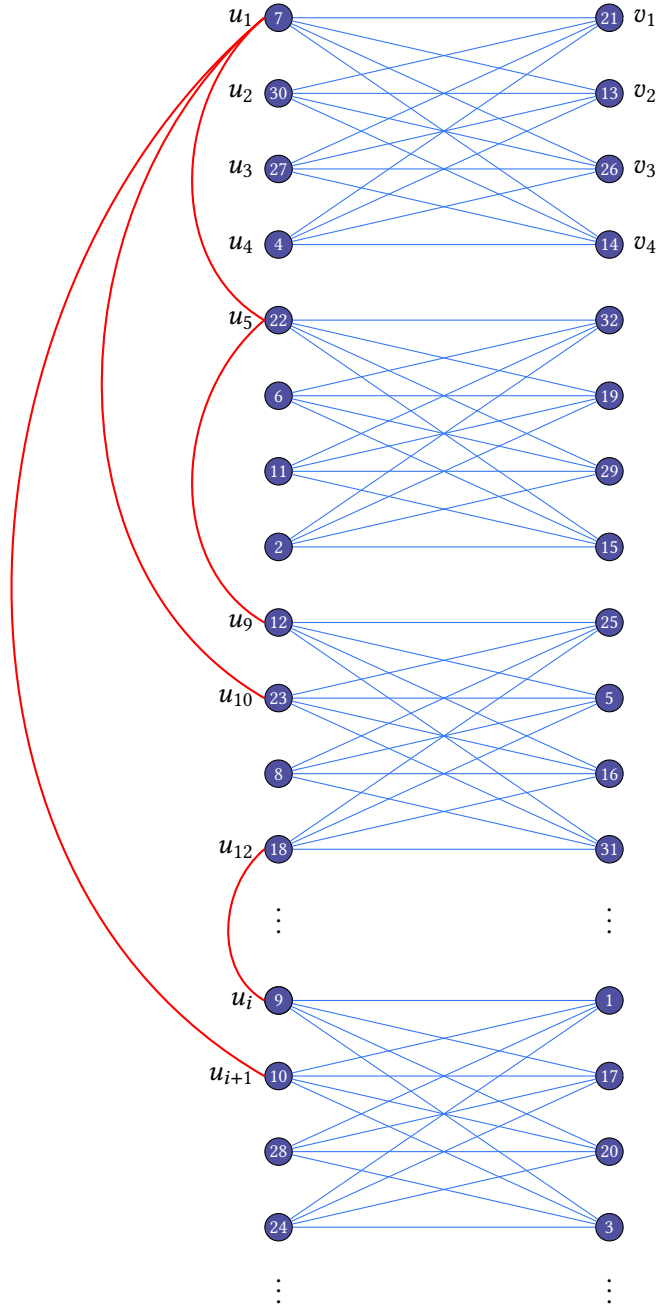 u₁ 7 21 v₁
u₂ 30 13 v₂
u₃ 27 26 v₃
u₄ 4 14 v₄
u₅ 22 32
6 19
11 29
2 15
u₉ 12 25
u₁₀ 23 5
8 16
u₁₂ 18 31
⋮ ⋮
uᵢ 9 1
uᵢ₊₁ 10 17
28 20
24 3
⋮ ⋮